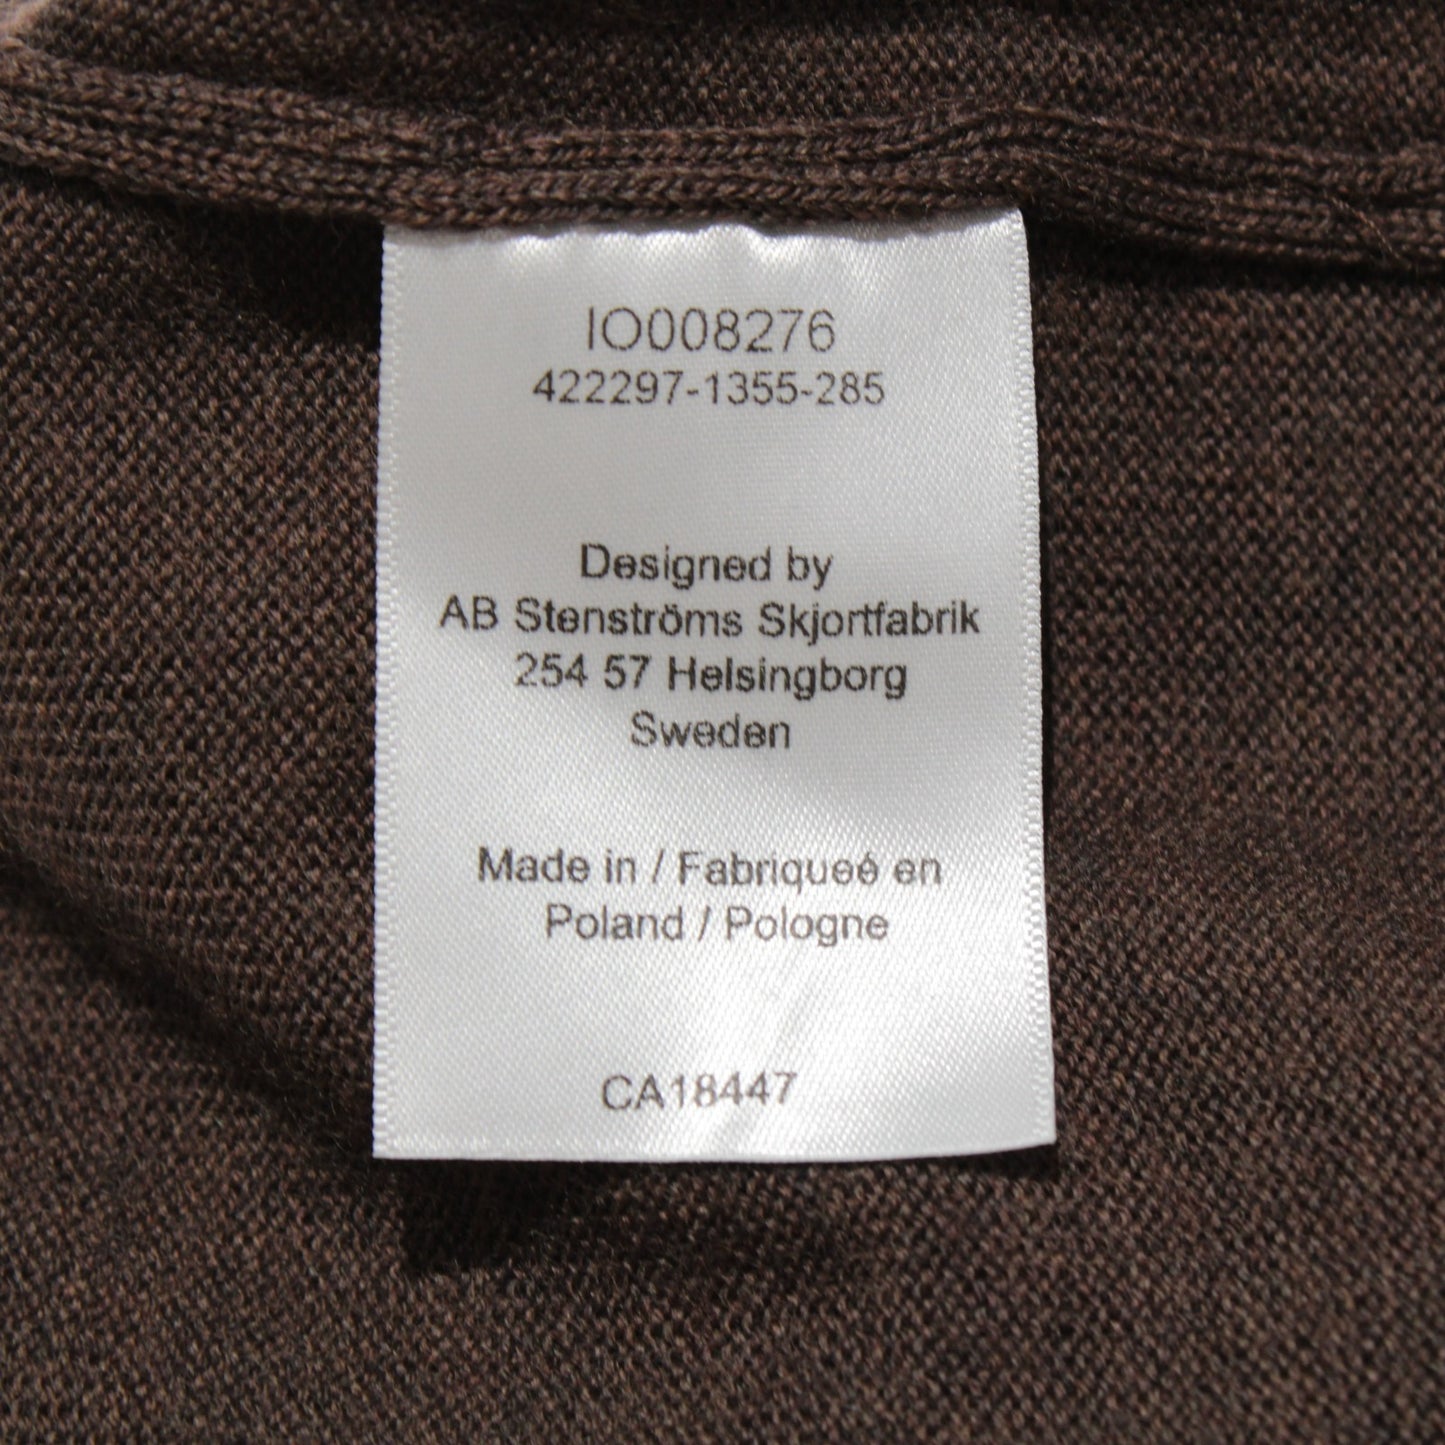 IO008276
422297-1355-285
Designed by
AB Stenströms Skjortfabrik
254 57 Helsingborg
Sweden
Made in / Fabriqueé en
Poland / Pologne
CA18447